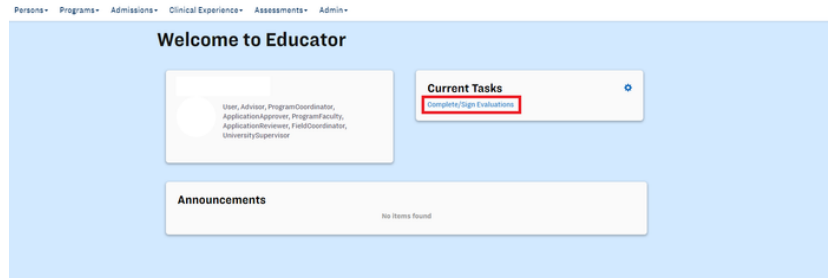 Persons Programs Admissions Clinical Experience Assessments Admin
Welcome to Educator
User, Advisor, ProgramCoordinator,
ApplicationApprover, ProgramFaculty,
ApplicationReviewer, FieldCoordinator,
UniversitySupervisor
Current Tasks
Complete/Sign Evaluations
Announcements
No items found